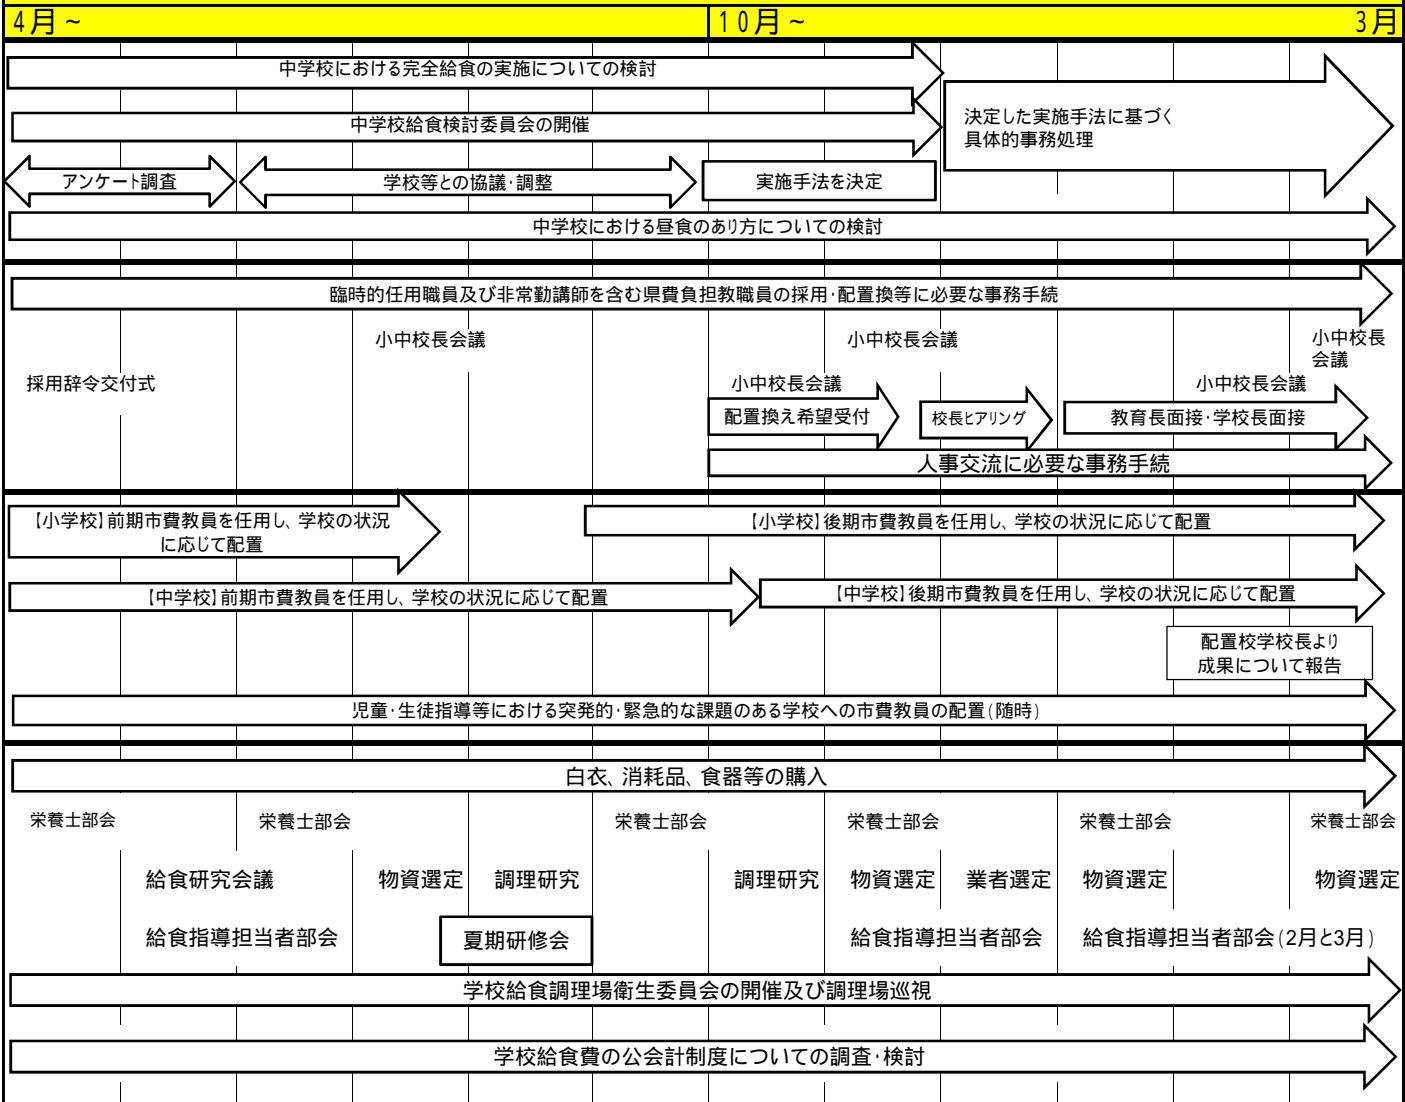 4月~
10月~
3月
中学校における完全給食の実施についての検討
決定した実施手法に基づく
具体的事務処理
中学校給食検討委員会の開催
アンケート調査
学校等との協議・調整
実施手法を決定
中学校における昼食のあり方についての検討
臨時的任用職員及び非常勤講師を含む県費負担教職員の採用・配置換等に必要な事務手続
小中校長会議
小中校長会議
小中校長
会議
採用辞令交付式
小中校長会議
小中校長会議
配置換え希望受付
校長ヒアリング
教育長面接・学校長面接
人事交流に必要な事務手続
【小学校】前期市費教員を任用し、学校の状況
に応じて配置
【小学校】後期市費教員を任用し、学校の状況に応じて配置
【中学校】前期市費教員を任用し、学校の状況に応じて配置
【中学校】後期市費教員を任用し、学校の状況に応じて配置
配置校学校長より
成果について報告
児童・生徒指導等における突発的・緊急的な課題のある学校への市費教員の配置(随時)
白衣、消耗品、食器等の購入
栄養士部会
栄養士部会
栄養士部会
栄養士部会
栄養士部会
栄養士部会
給食研究会議
物資選定
調理研究
調理研究
物資選定
業者選定
物資選定
物資選定
給食指導担当者部会
夏期研修会
給食指導担当者部会
給食指導担当者部会(2月と3月)
学校給食調理場衛生委員会の開催及び調理場巡視
学校給食費の公会計制度についての調査・検討